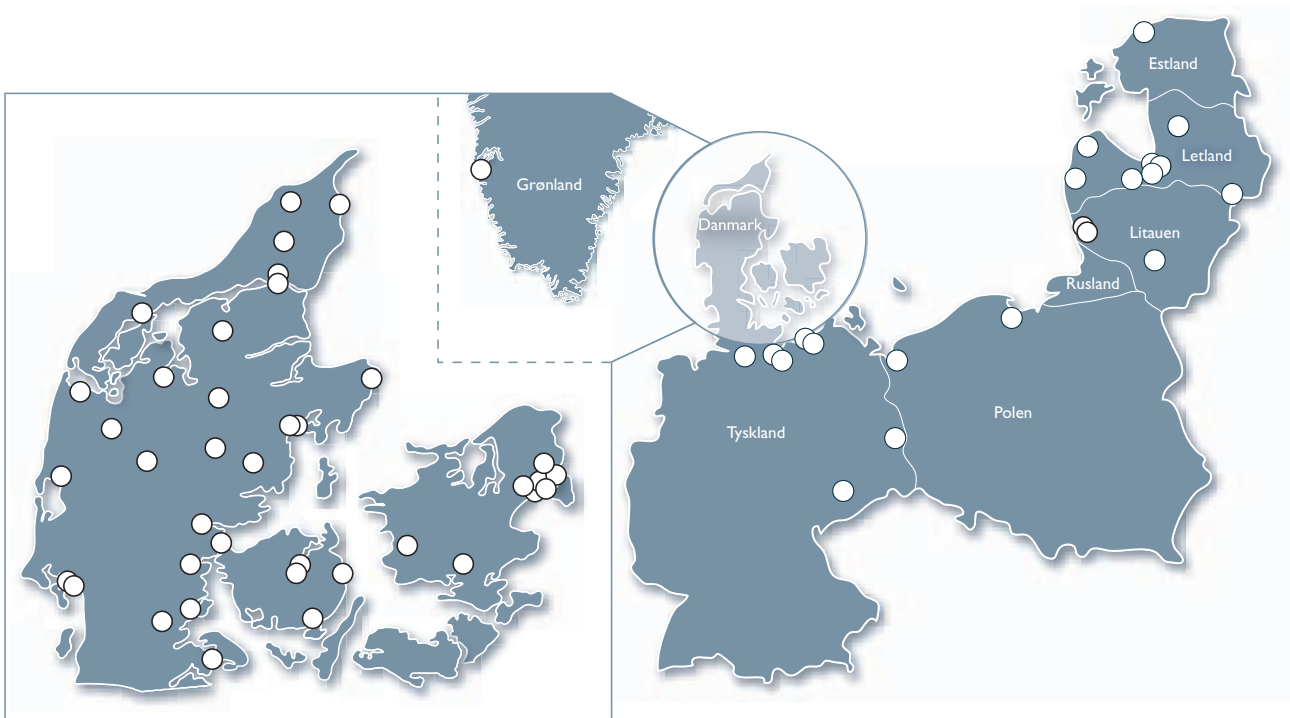 Estland
Letland
Grønland
Danmark
Litauen
Rusland
Polen
Tyskland